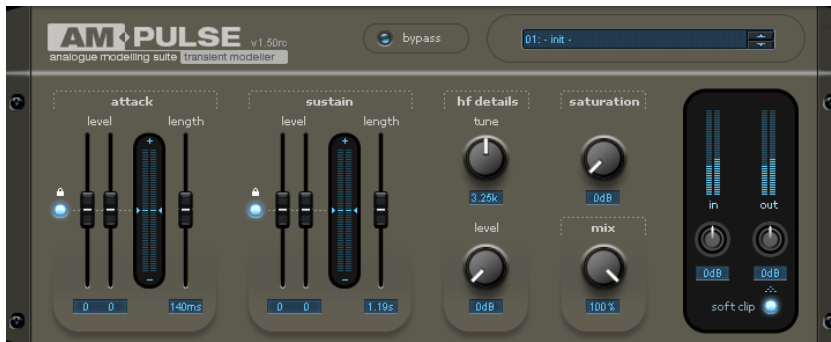 AM PULSE v1.50rc
analogue modelling suite transient modeller
bypass
01: - init -
attack
level length
0 0 140ms
sustain
level length
0 0 1.19s
hf details
tune
3.25k
level
0dB
saturation
0dB
mix
100%
in out
0dB 0dB
soft clip